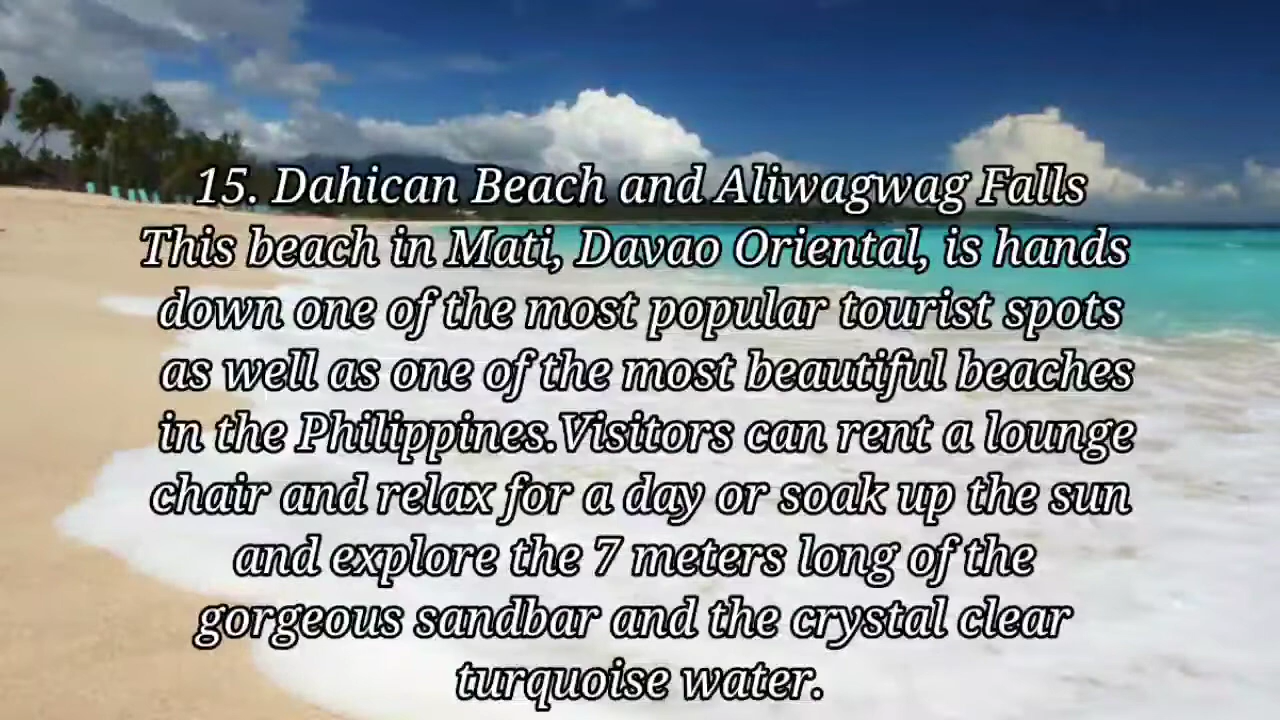 15. Dahican Beach and Aliwagwag Falls
This beach in Mati, Davao Oriental, is hands
down one of the most popular tourist spots
as well as one of the most beautiful beaches
in the Philippines.Visitors can rent a lounge
chair and relax for a day or soak up the sun
and explore the 7 meters long of the
gorgeous sandbar and the crystal clear
turquoise water.